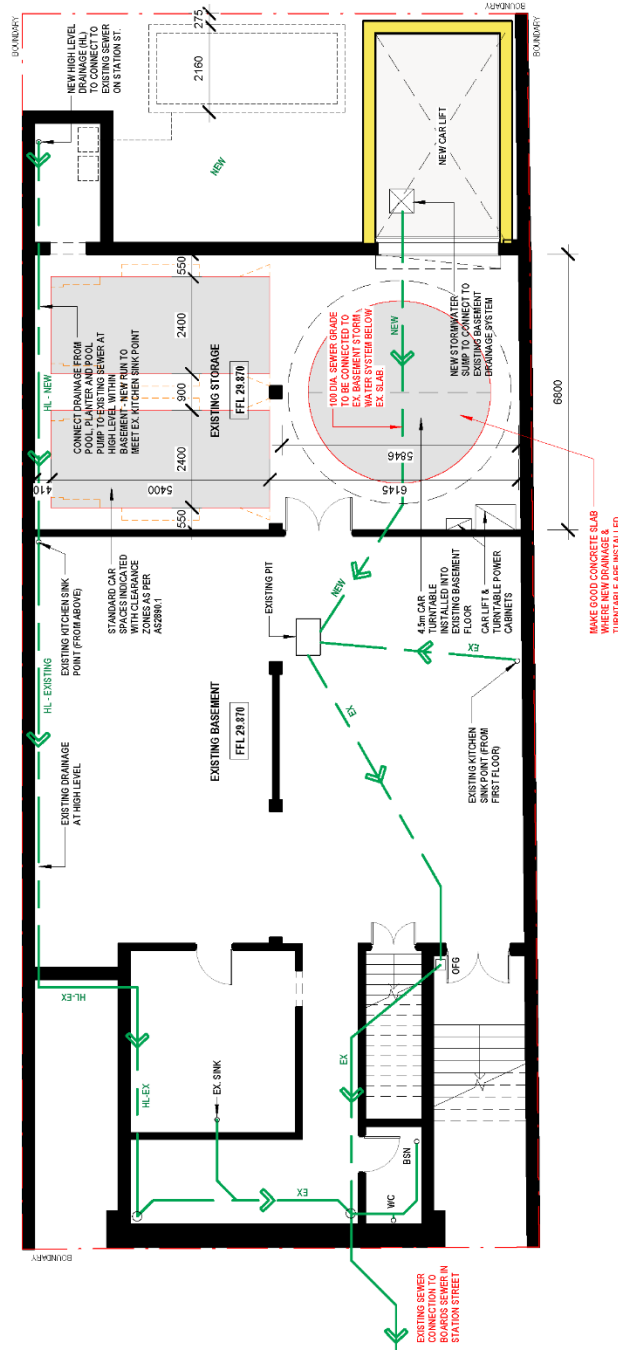 BOUNDARY
BOUNDARY
BOUNDARY
BOUNDARY
275
2160
NEW HIGH LEVEL
DRAINAGE (HL)
TO CONNECT TO
EXISTING SEWER
ON STATION ST.
NEW
NEW CAR LIFT
HL - NEW
CONNECT DRAINAGE FROM
POOL, PLANTER AND POOL
PUMP TO EXISTING SEWER AT
HIGH LEVEL WITHIN
BASEMENT - NEW RUN TO
MEET EX. KITCHEN SINK POINT
550
2400
900
2400
550
EXISTING STORAGE
FFL 29.870
410
5400
NEW
100 DIA. SEWER GRADE
TO BE CONNECTED TO
EX. BASEMENT STORM
WATER SYSTEM BELOW
EX. SLAB.
NEW STORMWATER
SUMP TO CONNECT TO
EXISTING BASEMENT
DRAINAGE SYSTEM
6800
5846
6145
STANDARD CAR
SPACES INDICATED
WITH CLEARANCE
ZONES AS PER
AS2890.1
4.5m CAR
TURNTABLE
INSTALLED INTO
EXISTING BASEMENT
FLOOR
CAR LIFT &
TURNTABLE POWER
CABINETS
MAKE GOOD CONCRETE SLAB
WHERE NEW DRAINAGE &
TURNTABLE ARE INSTALLED
EXISTING KITCHEN SINK
POINT (FROM ABOVE)
EXISTING PIT
NEW
HL - EXISTING
EXISTING BASEMENT
FFL 29.870
EX
EX
EXISTING KITCHEN
SINK POINT (FROM
FIRST FLOOR)
EXISTING DRAINAGE
AT HIGH LEVEL
OFG
HL-EX
HL-EX
EX. SINK
EX
EX
BSN
WC
EXISTING SEWER
CONNECTION TO
BOARDS SEWER IN
STATION STREET